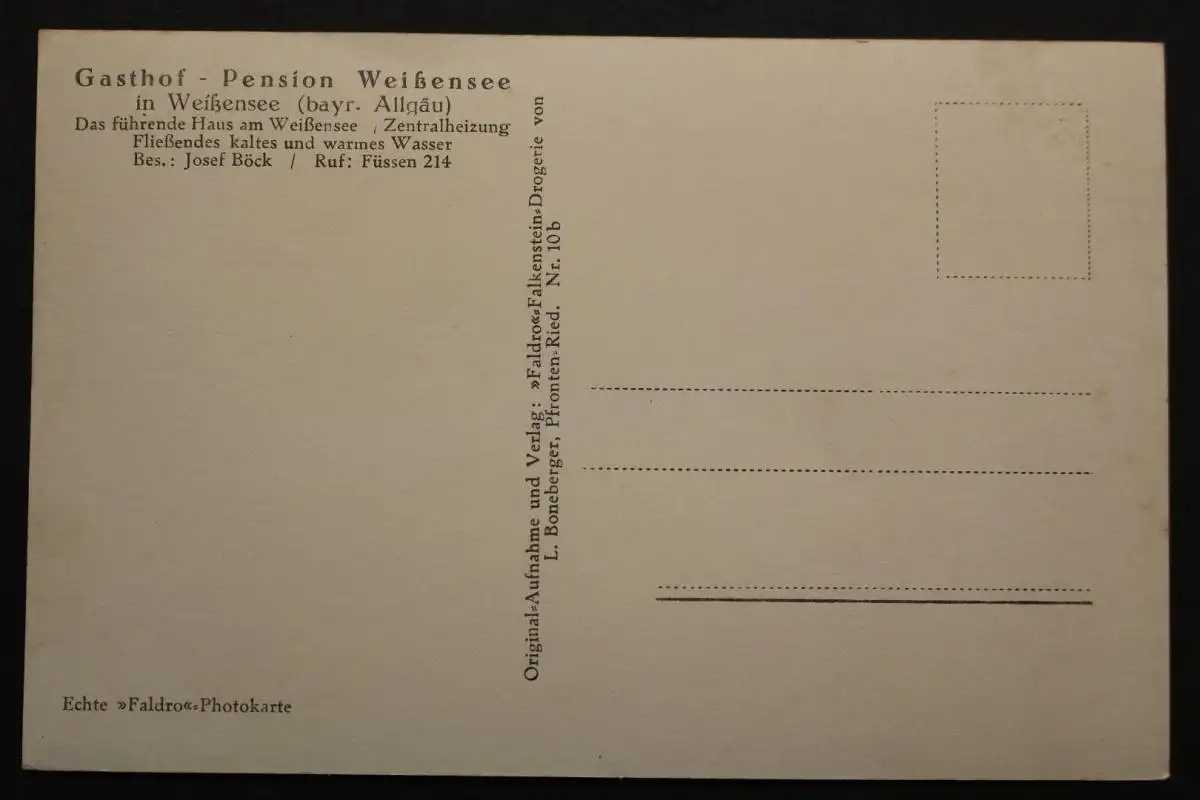 Gasthof - Pension Weißensee
in Weißensee (bayr. Allgäu)
Das führende Haus am Weißensee / Zentralheizung
Fließendes kaltes und warmes Wasser
Bes.: Josef Böck / Ruf: Füssen 214
Original-Aufnahme und Verlag: »Faldro«-Falkenstein-Drogerie von
L. Boneberger, Pfronten-Ried. Nr. 10 b
Echte »Faldro«-Photokarte